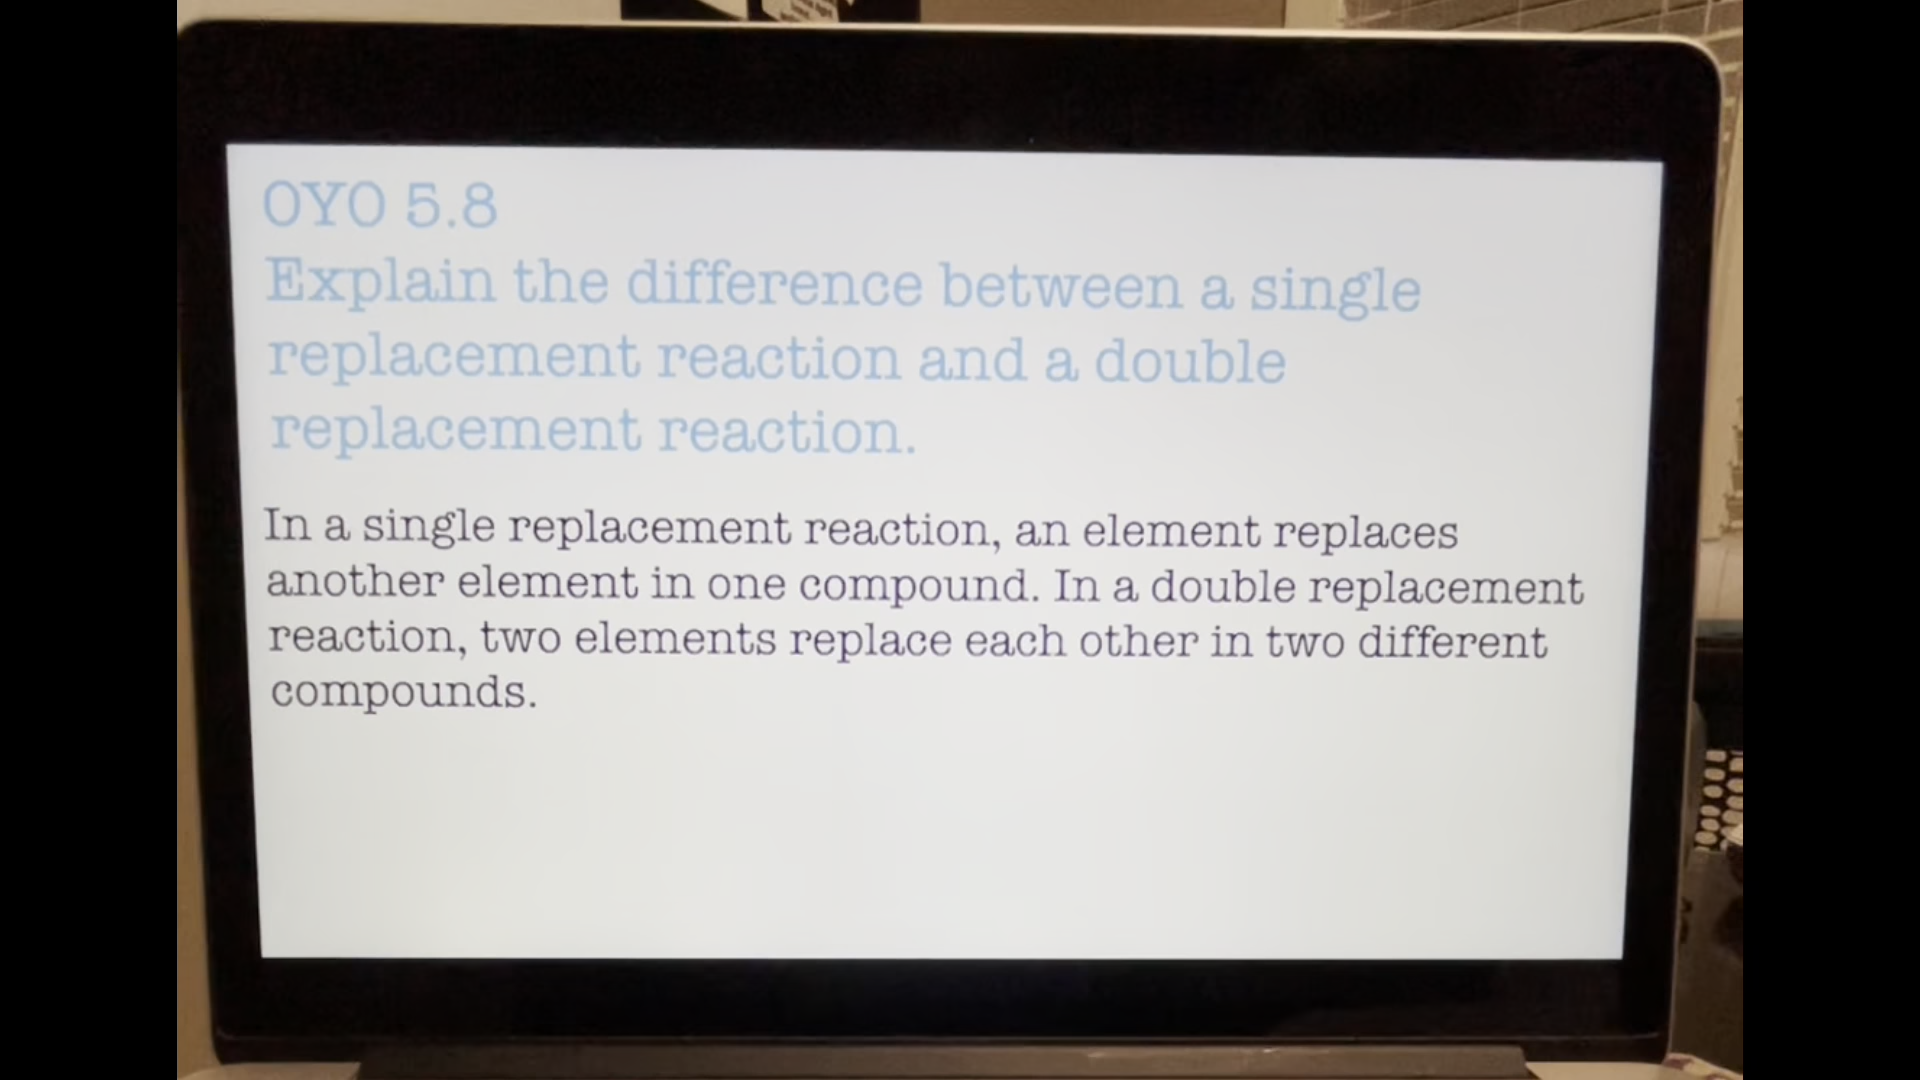 OYO 5.8
Explain the difference between a single
replacement reaction and a double
replacement reaction.
In a single replacement reaction, an element replaces
another element in one compound. In a double replacement
reaction, two elements replace each other in two different
compounds.